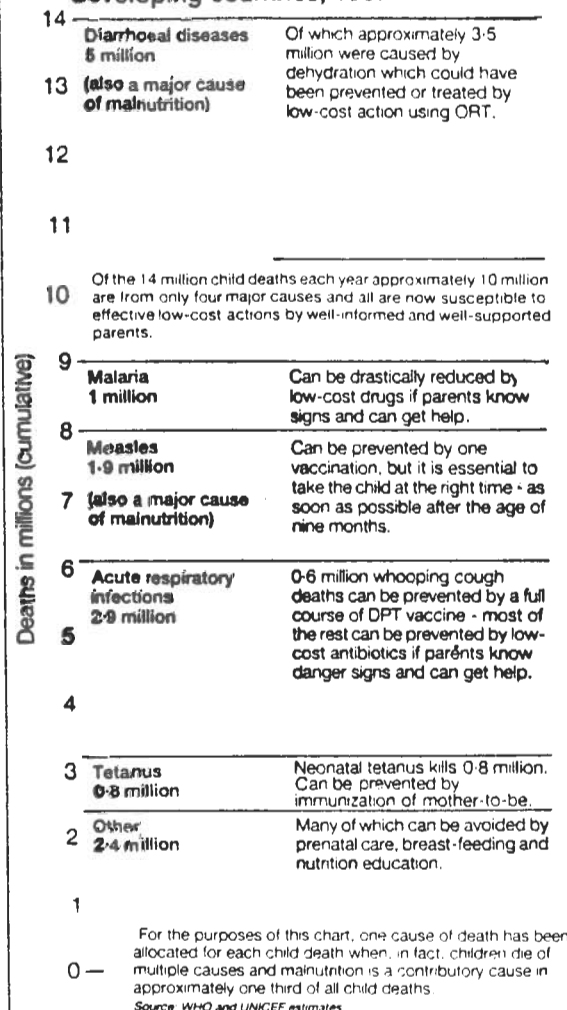 14
Diarrhoeal diseases
5 million
13 (also a major cause
of malnutrition)
Of which approximately 3·5
million were caused by
dehydration which could have
been prevented or treated by
low-cost action using ORT.
12
11
10
Of the 14 million child deaths each year approximately 10 million
are from only four major causes and all are now susceptible to
effective low-cost actions by well-informed and well-supported
parents.
Deaths in millions (cumulative)
9
Malaria
1 million
Can be drastically reduced by
low-cost drugs if parents know
signs and can get help.
8
Measles
1·9 million
7 (also a major cause
of malnutrition)
Can be prevented by one
vaccination, but it is essential to
take the child at the right time - as
soon as possible after the age of
nine months.
6
Acute respiratory
infections
2·9 million
5
0·6 million whooping cough
deaths can be prevented by a full
course of DPT vaccine - most of
the rest can be prevented by low-
cost antibiotics if parents know
danger signs and can get help.
4
3 Tetanus
0·8 million
Neonatal tetanus kills 0·8 million.
Can be prevented by
immunization of mother-to-be.
2
Other
2·4 million
Many of which can be avoided by
prenatal care, breast-feeding and
nutrition education.
1
0
For the purposes of this chart, one cause of death has been
allocated for each child death when, in fact, children die of
multiple causes and malnutrition is a contributory cause in
approximately one third of all child deaths
Source: WHO and UNICEF estimates